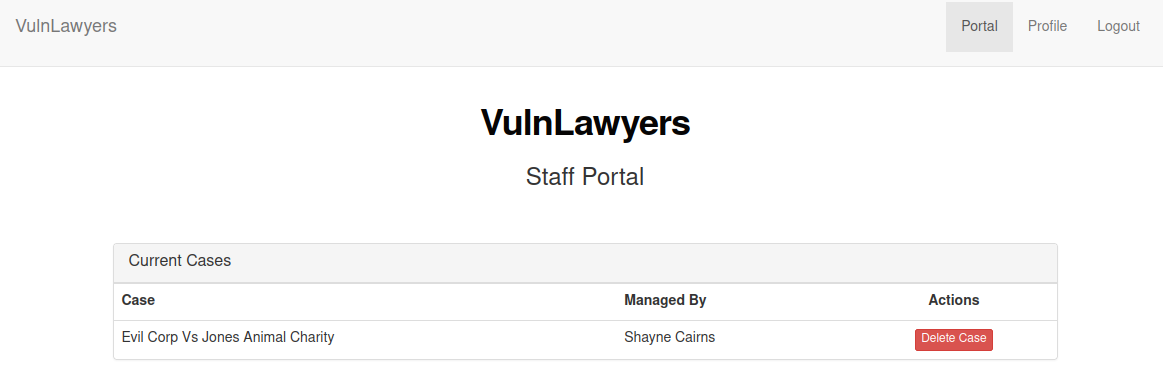 VulnLawyers Portal Profile Logout
VulnLawyers
Staff Portal
Current Cases
Case Managed By Actions
Evil Corp Vs Jones Animal Charity Shayne Cairns Delete Case